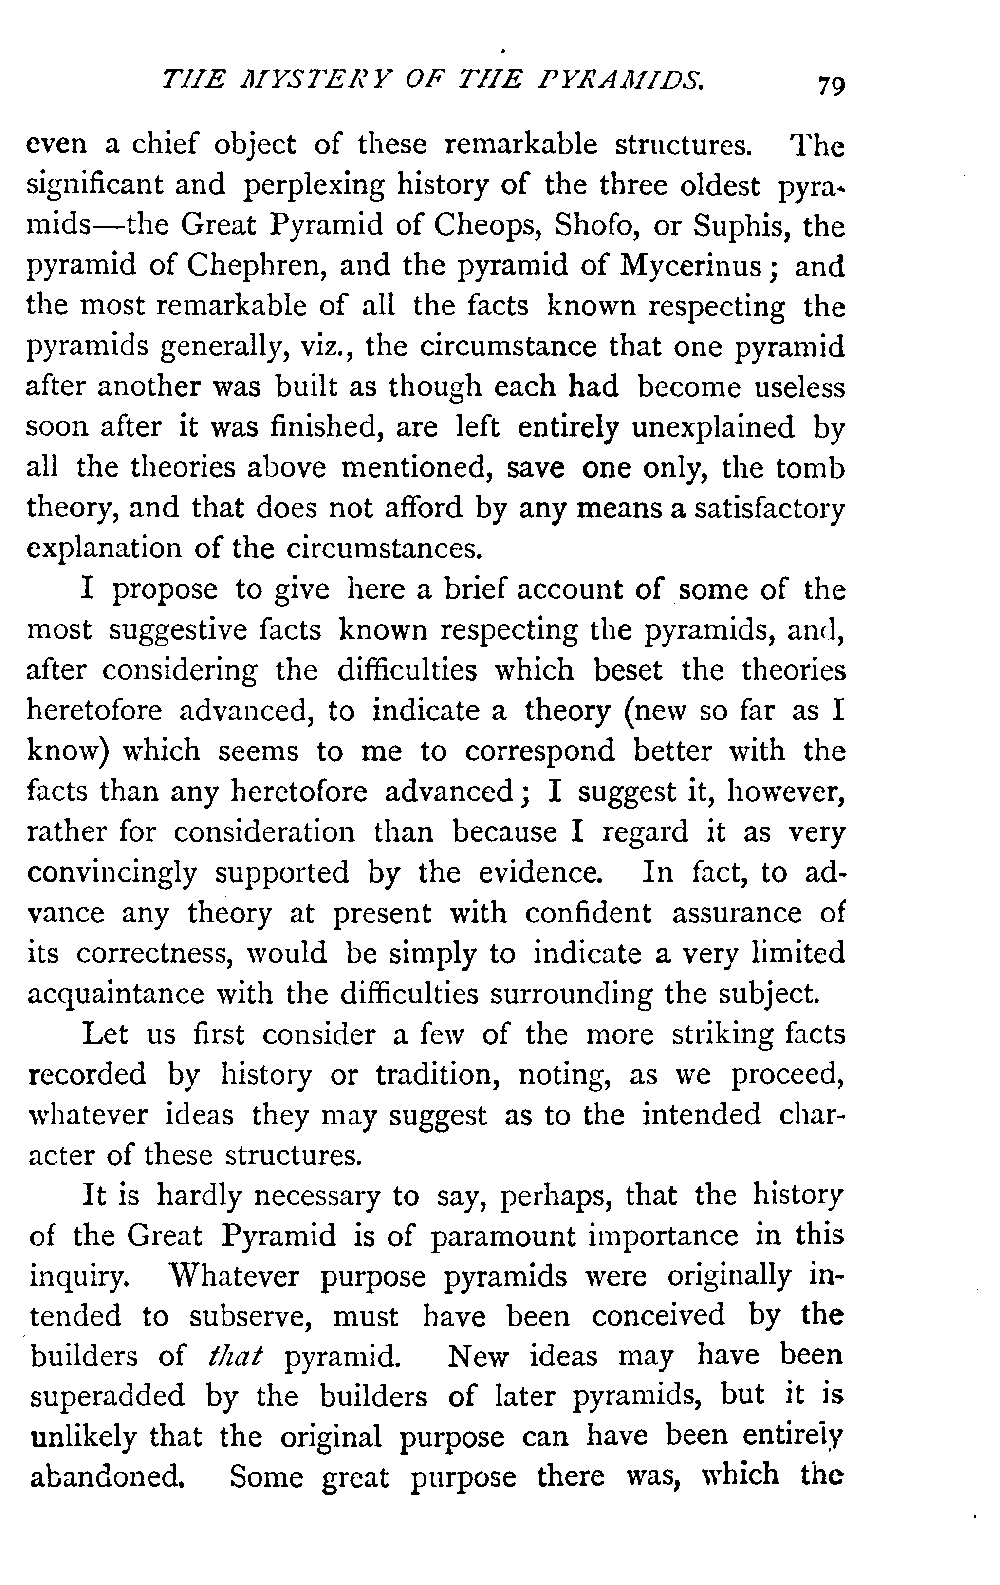 THE MYSTERY OF THE PYRAMIDS. 79
even a chief object of these remarkable structures. The
significant and perplexing history of the three oldest pyra-
mids—the Great Pyramid of Cheops, Shofo, or Suphis, the
pyramid of Chephren, and the pyramid of Mycerinus; and
the most remarkable of all the facts known respecting the
pyramids generally, viz., the circumstance that one pyramid
after another was built as though each had become useless
soon after it was finished, are left entirely unexplained by
all the theories above mentioned, save one only, the tomb
theory, and that does not afford by any means a satisfactory
explanation of the circumstances.
I propose to give here a brief account of some of the
most suggestive facts known respecting the pyramids, and,
after considering the difficulties which beset the theories
heretofore advanced, to indicate a theory (new so far as I
know) which seems to me to correspond better with the
facts than any heretofore advanced; I suggest it, however,
rather for consideration than because I regard it as very
convincingly supported by the evidence. In fact, to ad-
vance any theory at present with confident assurance of
its correctness, would be simply to indicate a very limited
acquaintance with the difficulties surrounding the subject.
Let us first consider a few of the more striking facts
recorded by history or tradition, noting, as we proceed,
whatever ideas they may suggest as to the intended char-
acter of these structures.
It is hardly necessary to say, perhaps, that the history
of the Great Pyramid is of paramount importance in this
inquiry. Whatever purpose pyramids were originally in-
tended to subserve, must have been conceived by the
builders of that pyramid. New ideas may have been
superadded by the builders of later pyramids, but it is
unlikely that the original purpose can have been entirely
abandoned. Some great purpose there was, which the